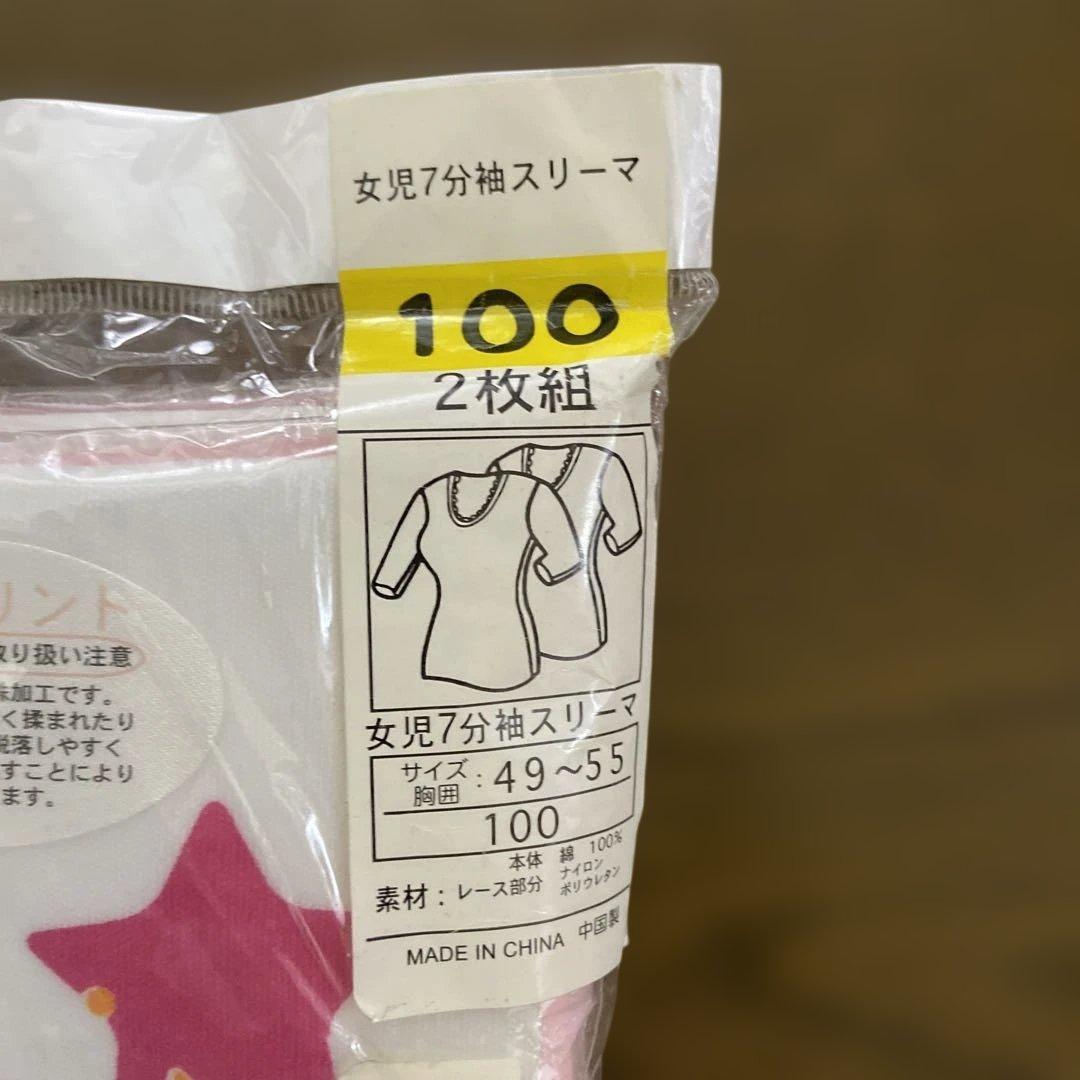 女児7分袖スリーマ
100
2枚組
女児7分袖スリーマ
サイズ
胸囲 : 49～55
100
素材 : 本体 綿 100%
レース部分 ナイロン
ポリウレタン
MADE IN CHINA 中国製
リント
取り扱い注意
加工です。
く揉まれたり
脱落しやすく
すことにより
ます。